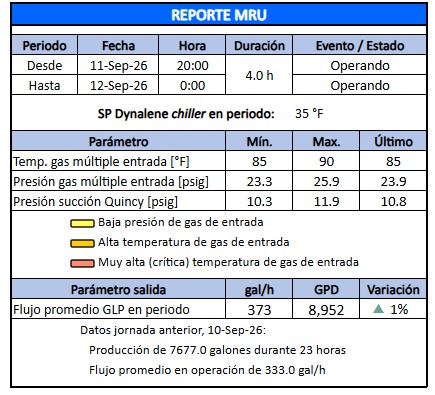 REPORTE MRU
Periodo Fecha Hora Duración Evento / Estado
Desde 11-Sep-26 20:00 4.0 h Operando
Hasta 12-Sep-26 0:00 Operando
SP Dynalene chiller en periodo: 35 °F
Parámetro Mín. Max. Último
Temp. gas múltiple entrada [°F] 85 90 85
Presión gas múltiple entrada [psig] 23.3 25.9 23.9
Presión succión Quincy [psig] 10.3 11.9 10.8
Baja presión de gas de entrada
Alta temperatura de gas de entrada
Muy alta (crítica) temperatura de gas de entrada
Parámetro salida gal/h GPD Variación
Flujo promedio GLP en periodo 373 8,952 ▲ 1%
Datos jornada anterior, 10-Sep-26:
Producción de 7677.0 galones durante 23 horas
Flujo promedio en operación de 333.0 gal/h